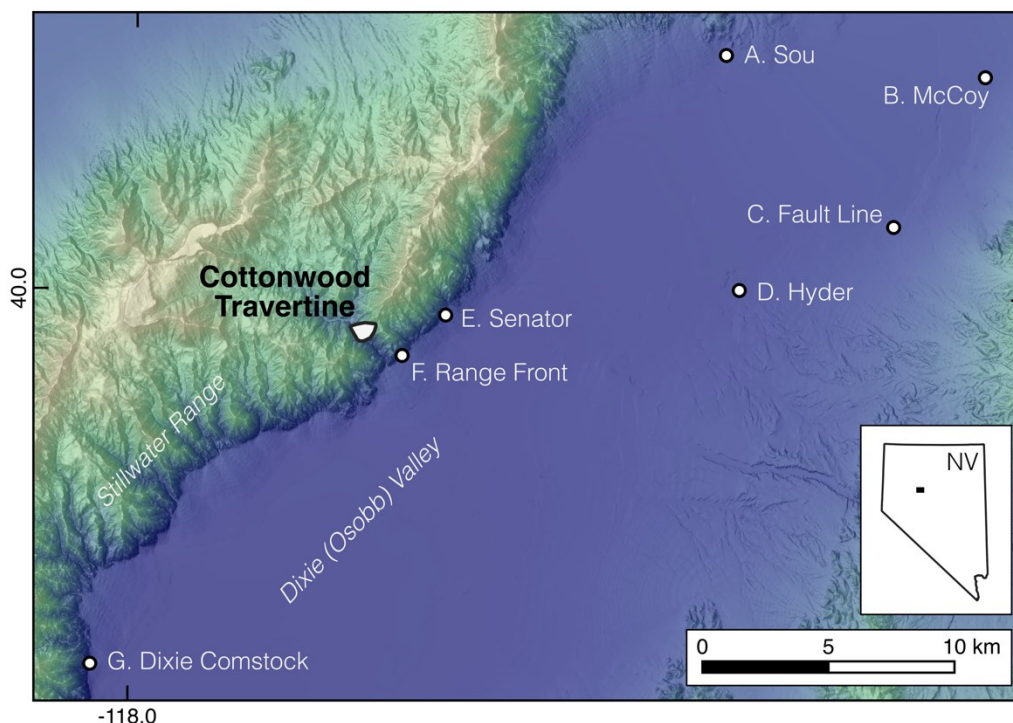 A. Sou
B. McCoy
C. Fault Line
40.0
Cottonwood
Travertine
D. Hyder
E. Senator
F. Range Front
Stillwater Range
NV
Dixie (Osobb) Valley
0
5
10 km
G. Dixie Comstock
-118.0